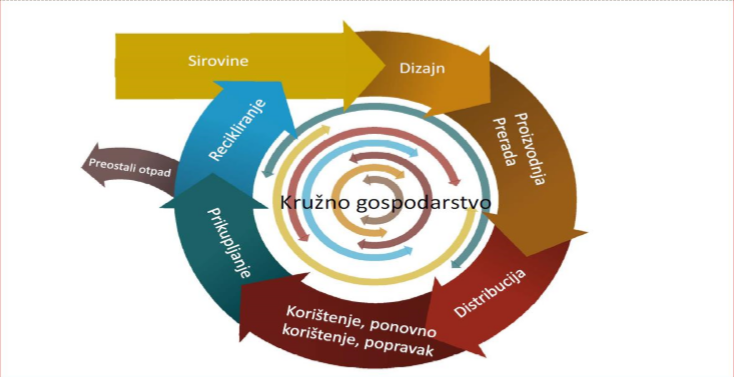 Sirovine
Dizajn
Proizvodnja
Prerada
Distribucija
Korištenje, ponovno
korištenje, popravak
Prikupljanje
Recikliranje
Preostali otpad
Kružno gospodarstvo